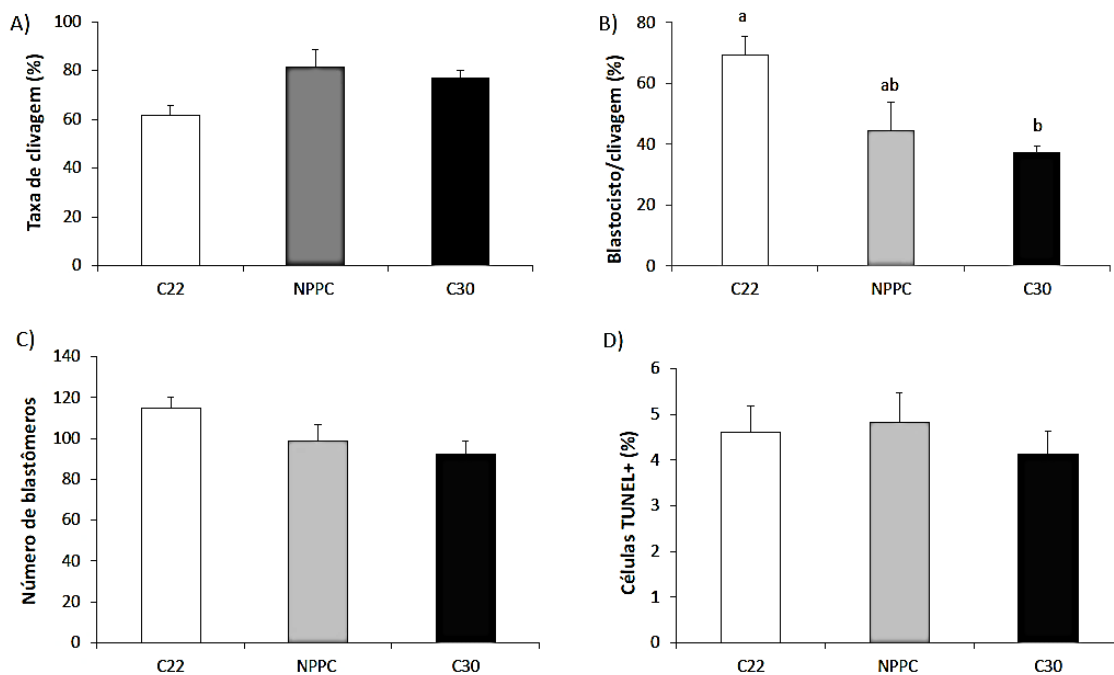 A)
Taxa de clivagem (%)
100
80
60
40
20
0
C22 NPPC C30
B)
Blastocisto/clivagem (%)
80
60
40
20
0
a
ab
b
C22 NPPC C30
C)
Número de blastômeros
140
120
100
80
60
40
20
0
C22 NPPC C30
D)
Células TUNEL+ (%)
6
5
4
3
2
1
0
C22 NPPC C30